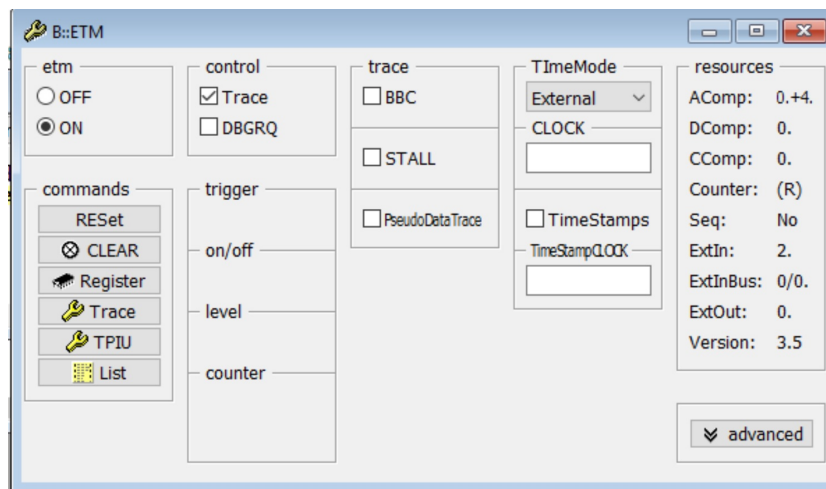 B::ETM
etm
OFF
ON
commands
RESet
CLEAR
Register
Trace
TPIU
List
control
Trace
DBGRQ
trigger
on/off
level
counter
trace
BBC
STALL
PseudoDataTrace
TImeMode
External
CLOCK
TimeStamps
TimeStampCLOCK
resources
AComp: 0.+4.
DComp: 0.
CComp: 0.
Counter: (R)
Seq: No
ExtIn: 2.
ExtInBus: 0/0.
ExtOut: 0.
Version: 3.5
advanced